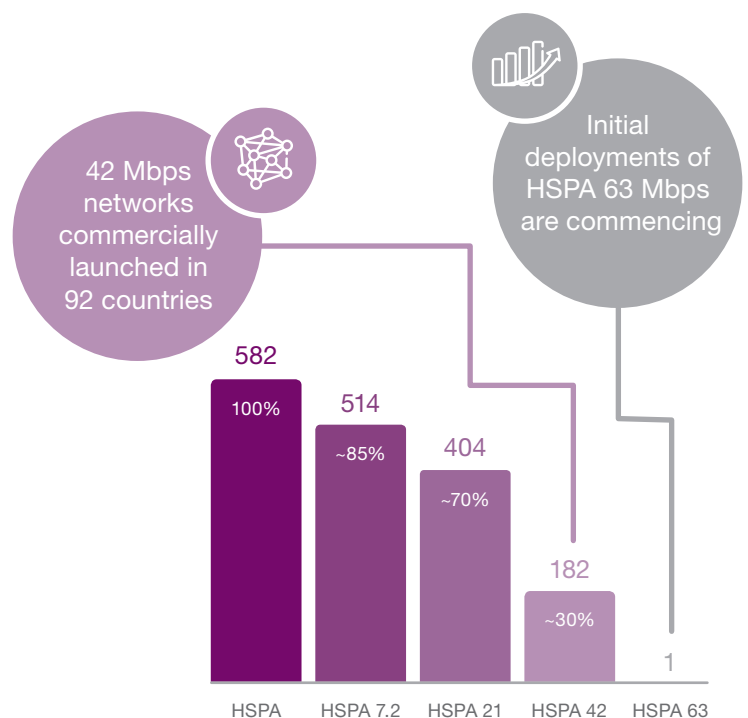 42 Mbps
networks
commercially
launched in
92 countries
Initial
deployments of
HSPA 63 Mbps
are commencing
582
100%
514
~85%
404
~70%
182
~30%
1
HSPA
HSPA 7.2
HSPA 21
HSPA 42
HSPA 63